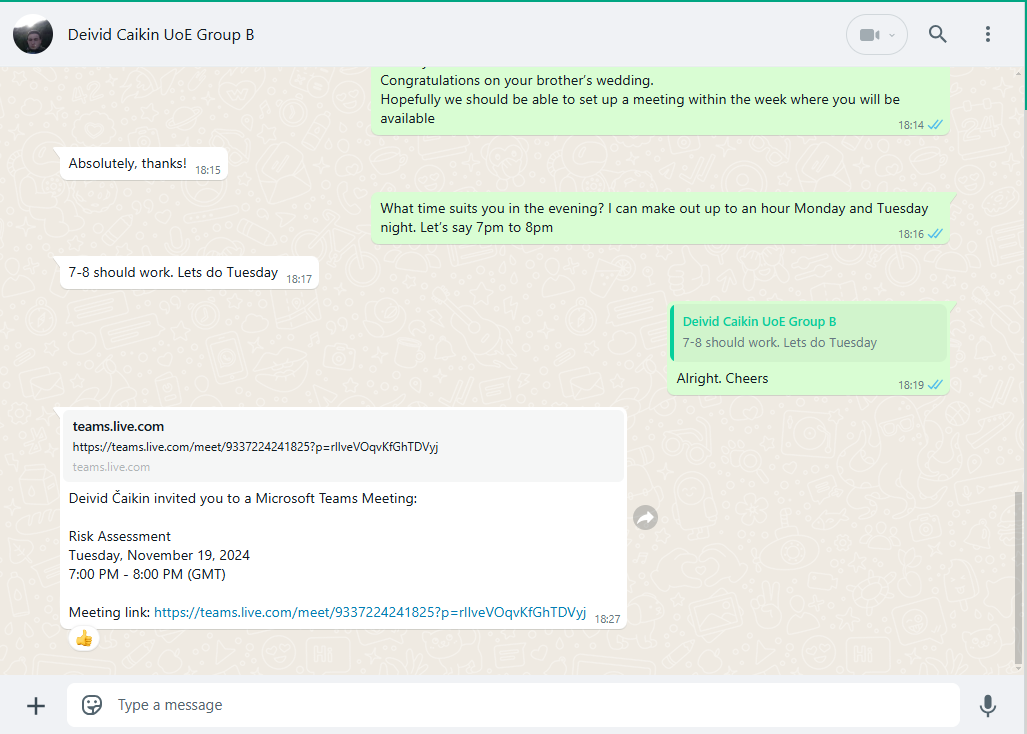 Deivid Caikin UoE Group B
Congratulations on your brother's wedding.
Hopefully we should be able to set up a meeting within the week where you will be
available
18:14
Absolutely, thanks!
18:15
What time suits you in the evening? I can make out up to an hour Monday and Tuesday
night. Let's say 7pm to 8pm
18:16
7-8 should work. Lets do Tuesday
18:17
Deivid Caikin UoE Group B
7-8 should work. Lets do Tuesday
Alright. Cheers
18:19
teams.live.com
https://teams.live.com/meet/9337224241825?p=rIlveVOqvKfGhTDVyj
teams.live.com
Deivid Čaikin invited you to a Microsoft Teams Meeting:
Risk Assessment
Tuesday, November 19, 2024
7:00 PM - 8:00 PM (GMT)
Meeting link: https://teams.live.com/meet/9337224241825?p=rIlveVOqvKfGhTDVyj
18:27
Type a message